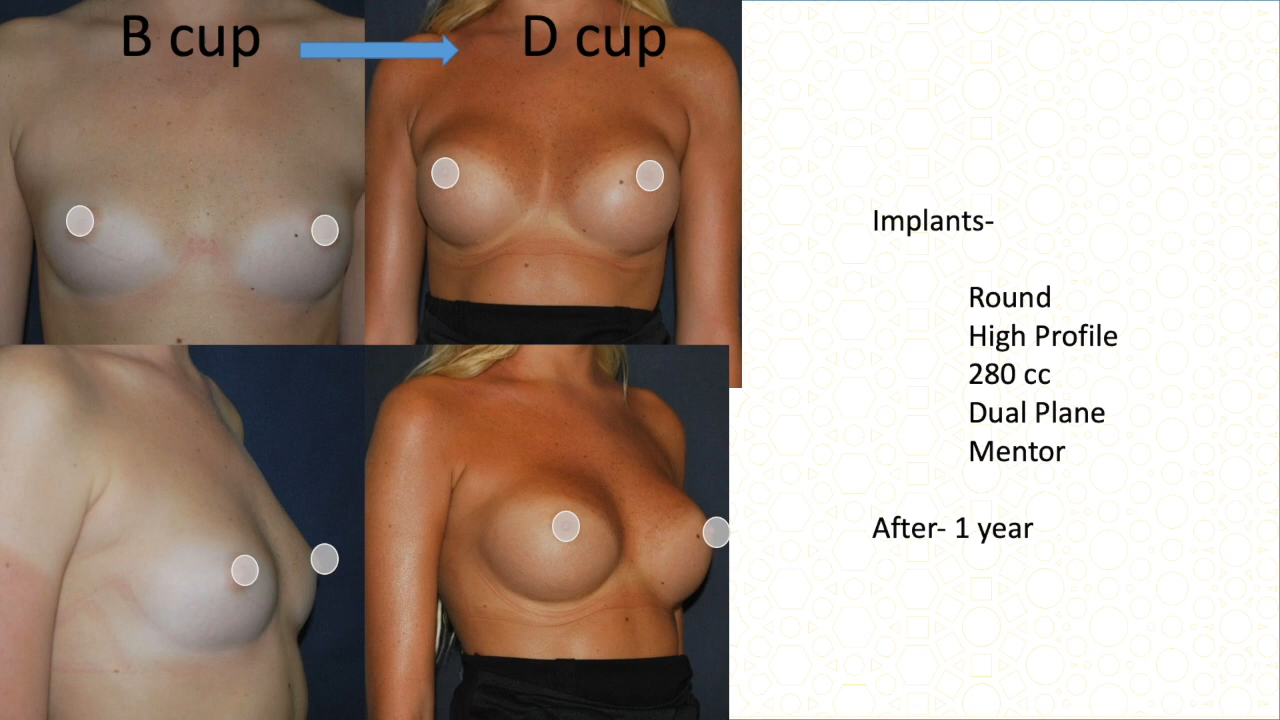 B cup
D cup
Implants-
Round
High Profile
280 cc
Dual Plane
Mentor
After- 1 year